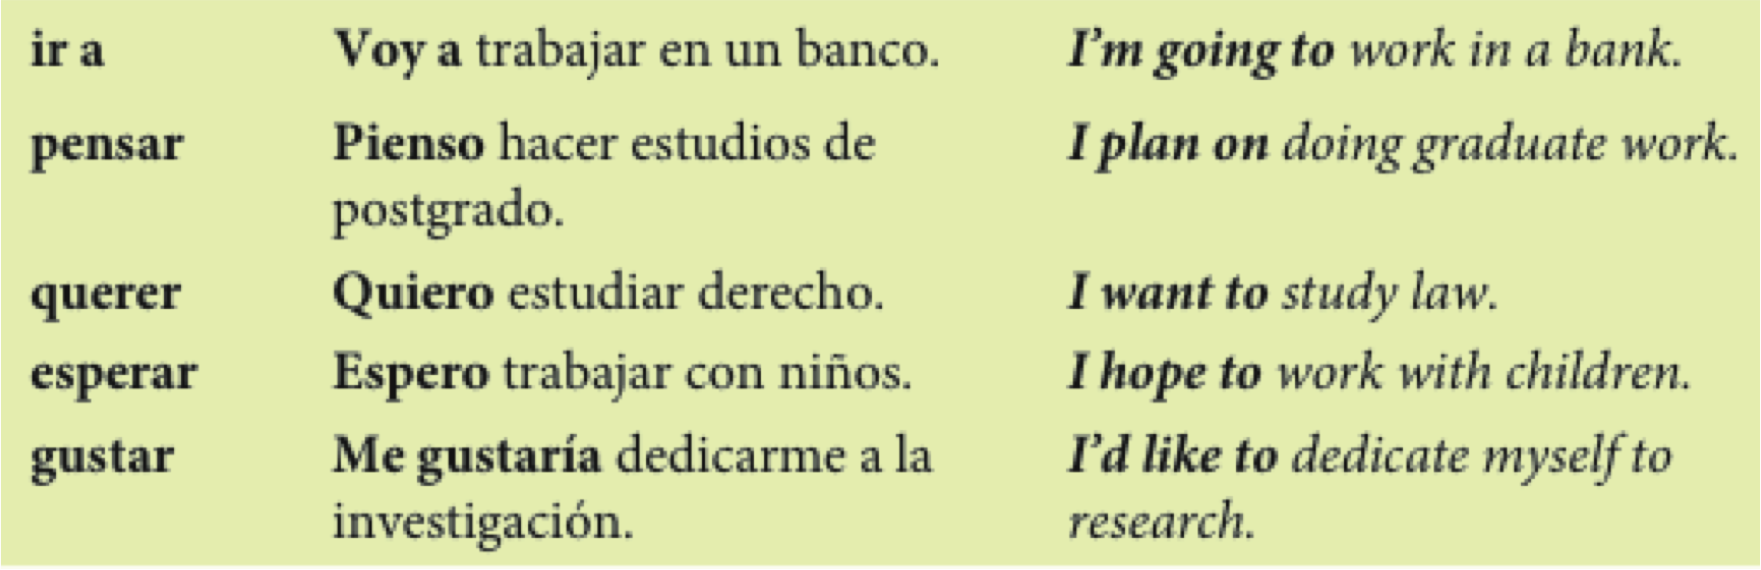 ir a Voy a trabajar en un banco. I'm going to work in a bank.
pensar Pienso hacer estudios de I plan on doing graduate work.
postgrado.
querer Quiero estudiar derecho. I want to study law.
esperar Espero trabajar con niños. I hope to work with children.
gustar Me gustaría dedicarme a la I'd like to dedicate myself to
investigación. research.